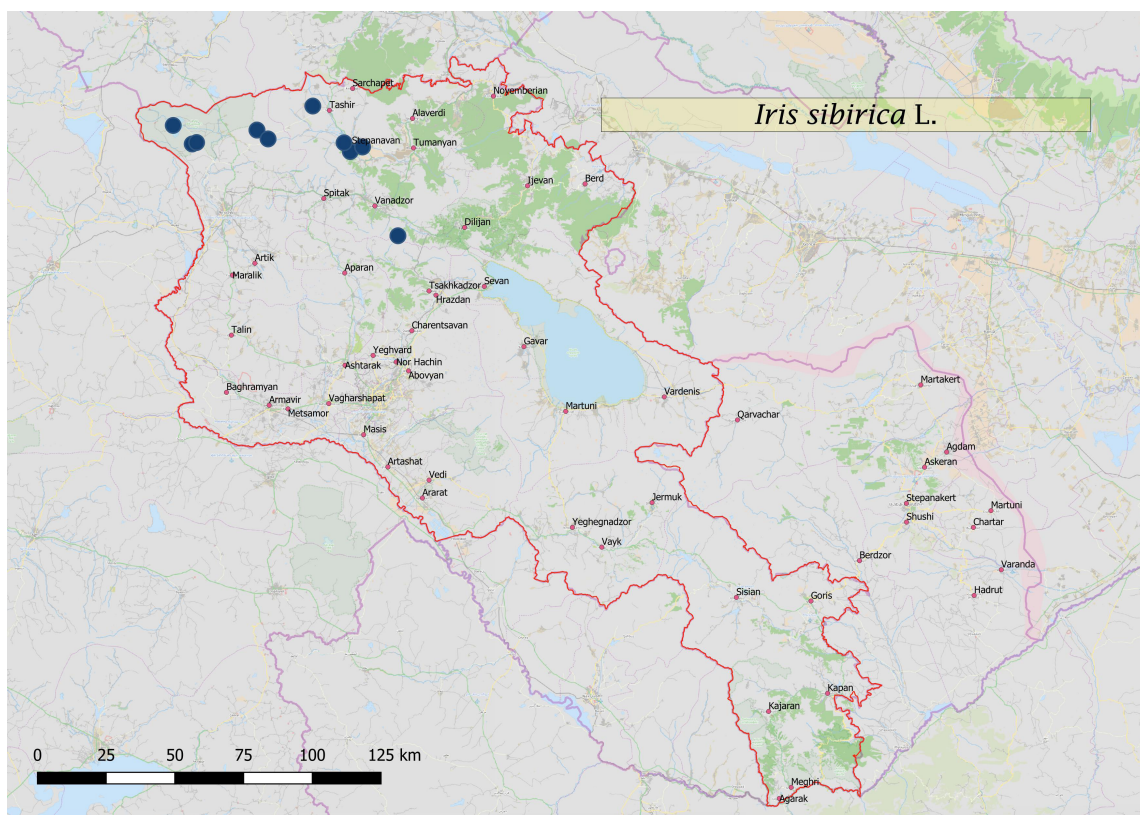 Sarchapet
Noyemberian
Tashir
Alaverdi
Iris sibirica L.
Stepanavan
Tumanyan
Ijevan
Berd
Spitak
Vanadzor
Dilijan
Artik
Maralik
Aparan
Tsakhkadzor
Sevan
Hrazdan
Charentsavan
Talin
Gavar
Yeghvard
Ashtarak
Nor Hachin
Abovyan
Baghramyan
Armavir
Metsamor
Vagharshapat
Martuni
Vardenis
Martakert
Qarvachar
Masis
Artashat
Vedi
Ararat
Agdam
Askeran
Jermuk
Stepanakert
Martuni
Shushi
Chartar
Yeghegnadzor
Vayk
Berdzor
Varanda
Sisian
Goris
Hadrut
Kapan
Kajaran
0 25 50 75 100 125 km
Meghri
Agarak